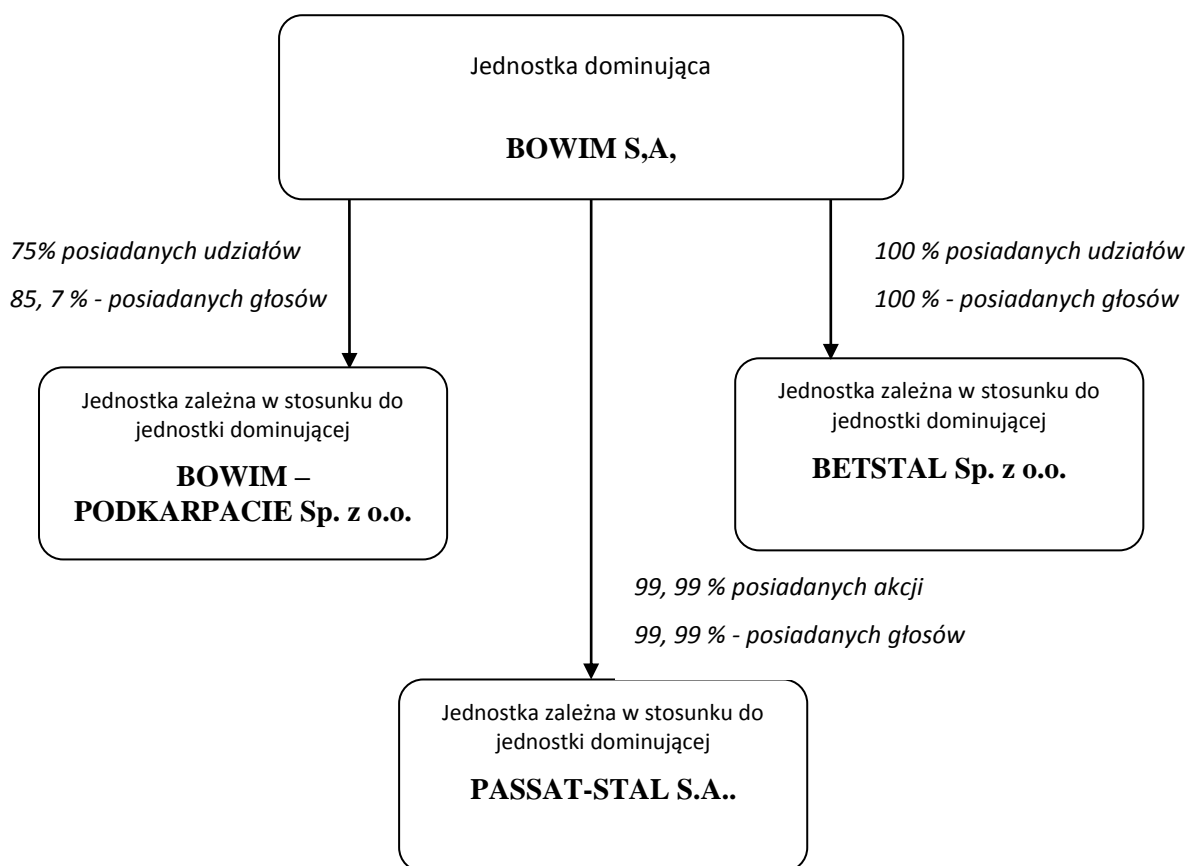 Jednostka dominująca
BOWIM S,A,
75% posiadanych udziałów
85, 7 % - posiadanych głosów
100 % posiadanych udziałów
100 % - posiadanych głosów
Jednostka zależna w stosunku do
jednostki dominującej
BOWIM –
PODKARPACIE Sp. z o.o.
Jednostka zależna w stosunku do
jednostki dominującej
BETSTAL Sp. z o.o.
99, 99 % posiadanych akcji
99, 99 % - posiadanych głosów
Jednostka zależna w stosunku do
jednostki dominującej
PASSAT-STAL S.A..